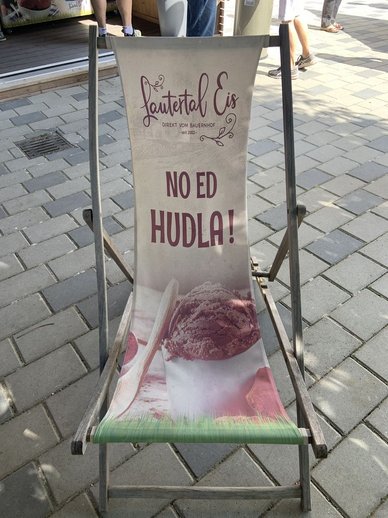 Lautertal Eis
DIREKT VOM BAUERNHOF
NO ED
HUDLA!